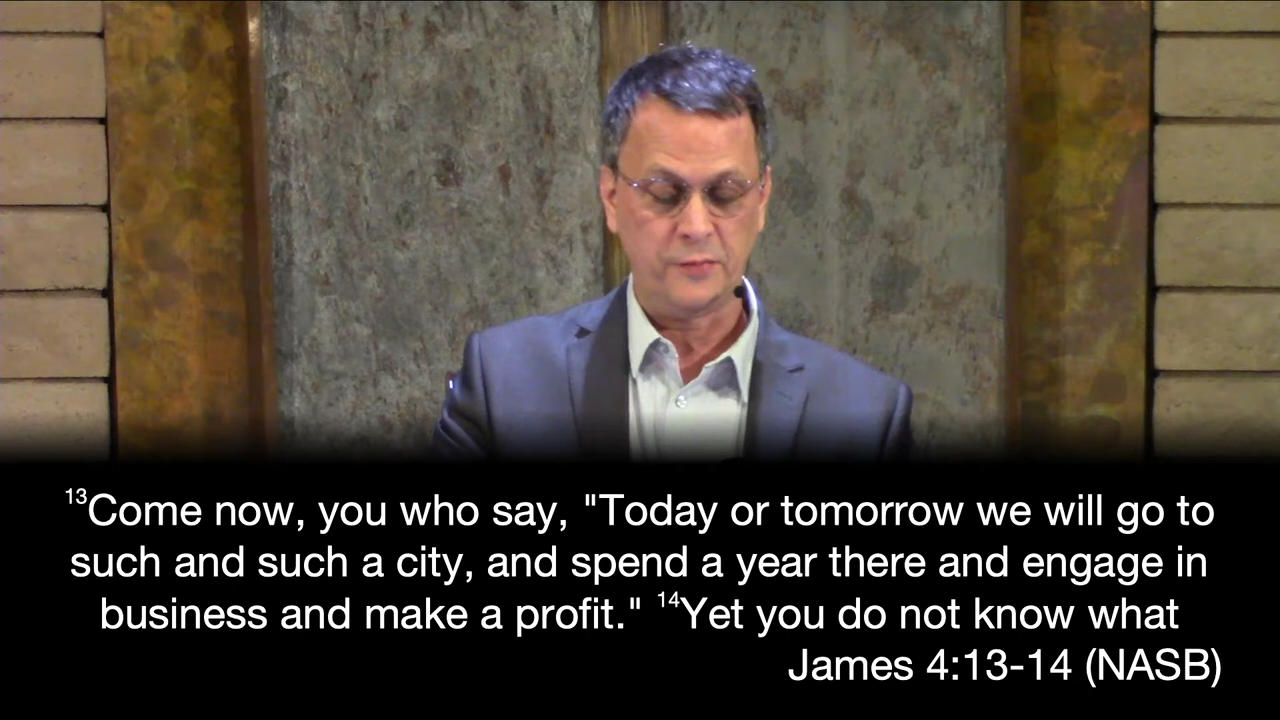 ¹³Come now, you who say, "Today or tomorrow we will go to
such and such a city, and spend a year there and engage in
business and make a profit." ¹⁴Yet you do not know what
James 4:13-14 (NASB)